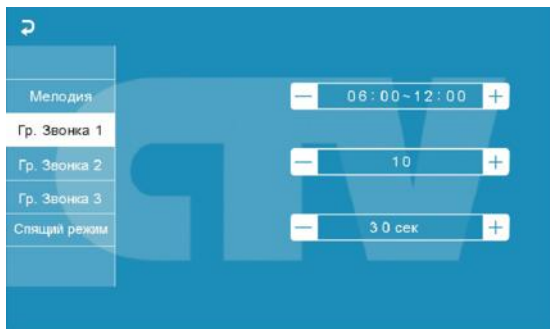 Мелодия
Гр. Звонка 1
Гр. Звонка 2
Гр. Звонка 3
Спящий режим
— 06:00~12:00 +
— 10 +
— 30 сек +
CTV